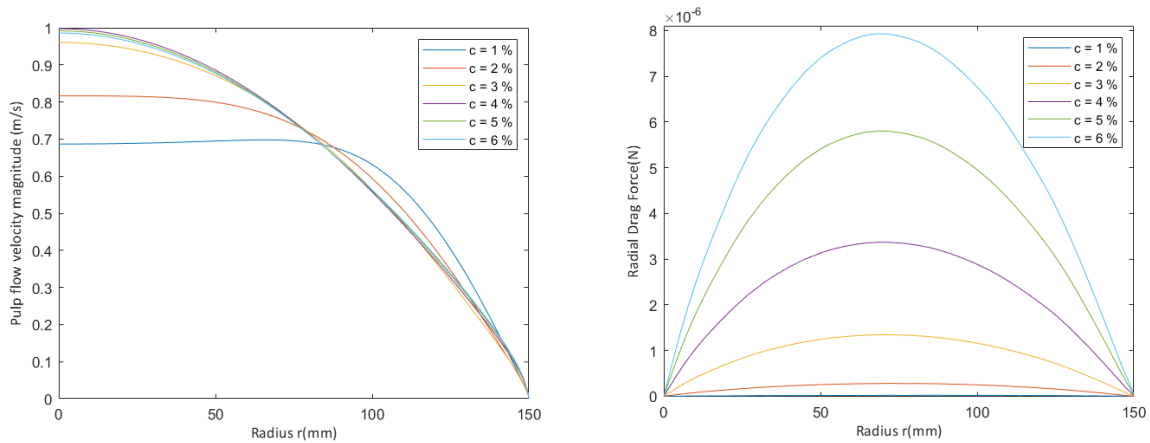 1
0.9
0.8
0.7
0.6
0.5
0.4
0.3
0.2
0.1
0
0
50
100
150
Pulp flow velocity magnitude (m/s)
Radius r(mm)
c = 1 %
c = 2 %
c = 3 %
c = 4 %
c = 5 %
c = 6 %
×10⁻⁶
8
7
6
5
4
3
2
1
0
0
50
100
150
Radial Drag Force(N)
Radius r(mm)
c = 1 %
c = 2 %
c = 3 %
c = 4 %
c = 5 %
c = 6 %